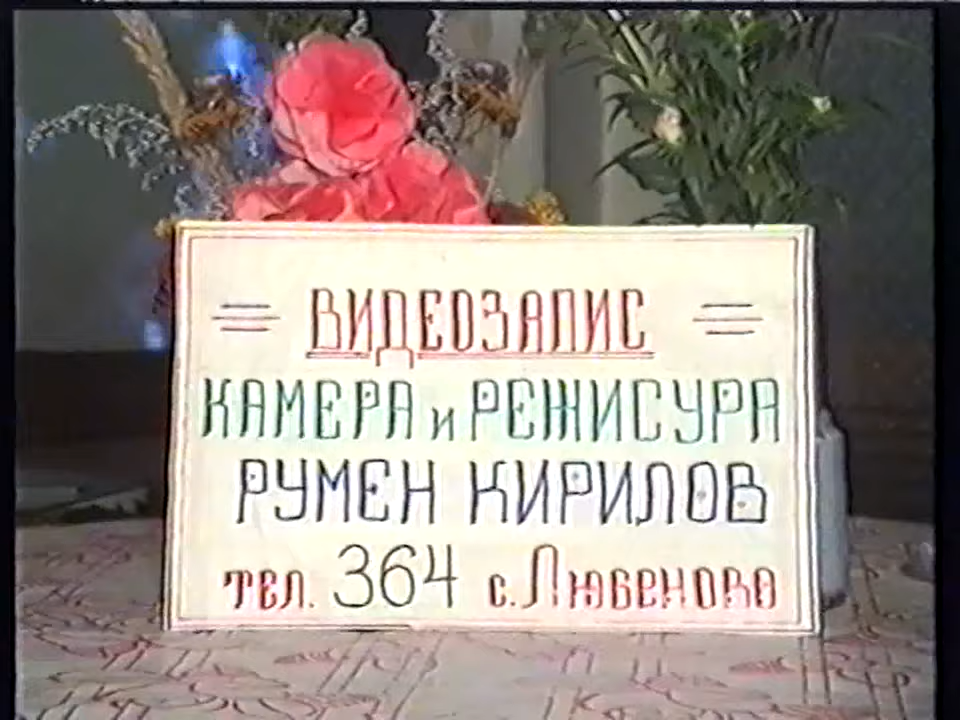 = ВИДЕОЗАПИС =
КАМЕРА и РЕЖИСУРА
РУМЕН КИРИЛОВ
тел. 364 с. Любеново